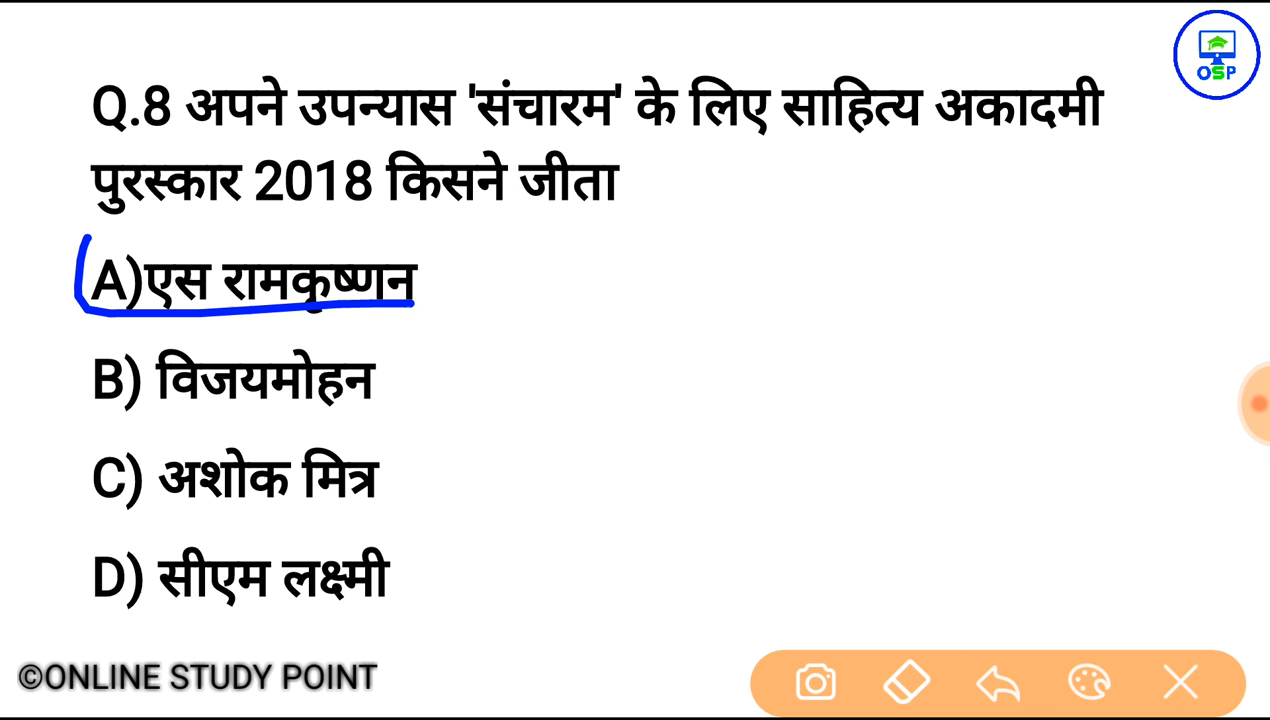 OSP
Q.8 अपने उपन्यास 'संचारम' के लिए साहित्य अकादमी
पुरस्कार 2018 किसने जीता
A)एस रामकृष्णन
B) विजयमोहन
C) अशोक मित्र
D) सीएम लक्ष्मी
©ONLINE STUDY POINT